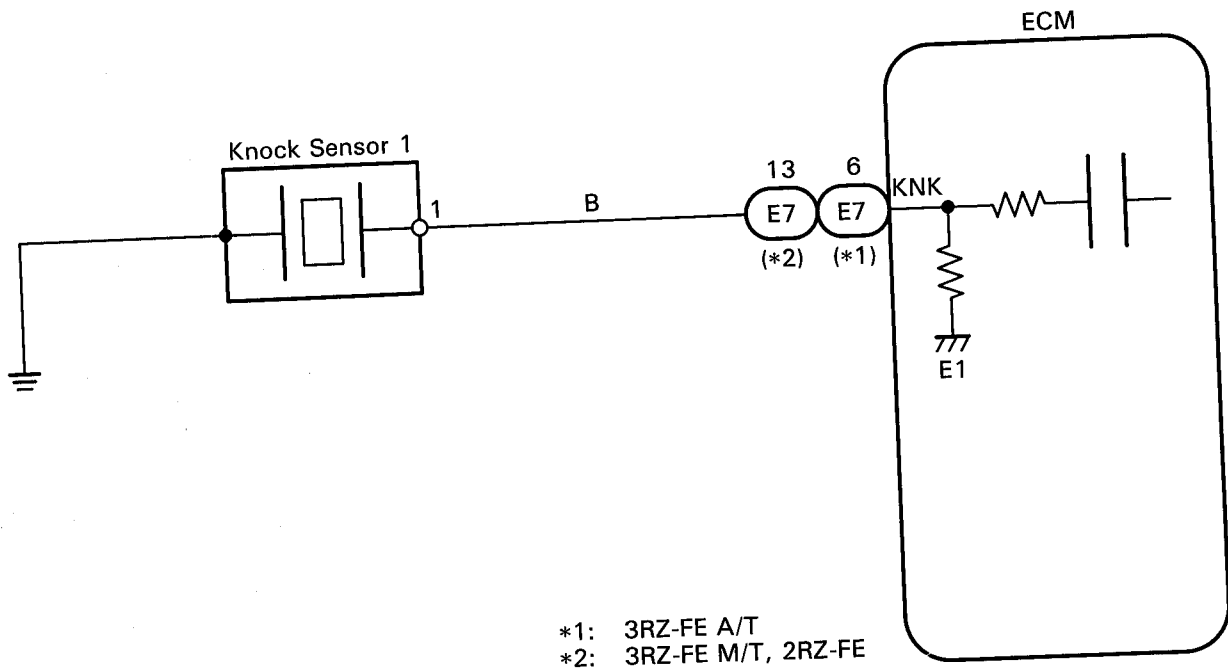 ECM
Knock Sensor 1
1
B
13
6
E7
E7
KNK
(*2)
(*1)
E1
*1: 3RZ-FE A/T
*2: 3RZ-FE M/T, 2RZ-FE